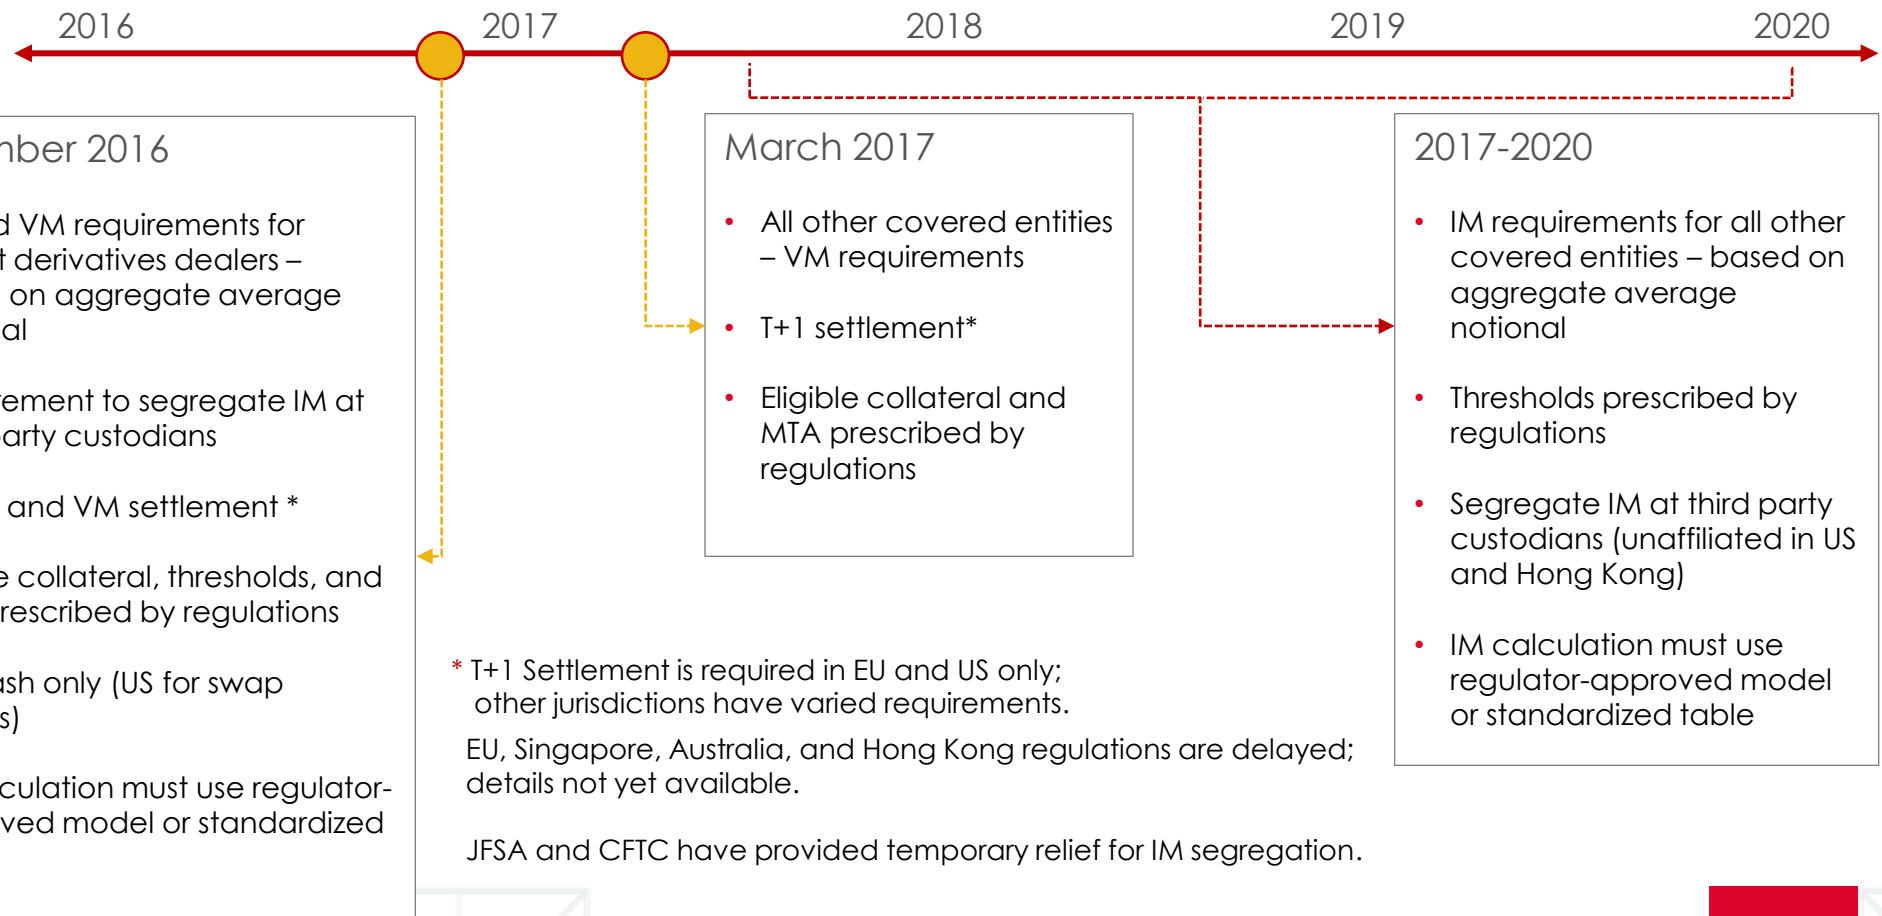 2016 2017 2018 2019 2020
mber 2016
d VM requirements for
t derivatives dealers –
on aggregate average
al
ement to segregate IM at
party custodians
and VM settlement *
e collateral, thresholds, and
rescribed by regulations
ash only (US for swap
s)
culation must use regulator-
ved model or standardized
March 2017
• All other covered entities
– VM requirements
• T+1 settlement*
• Eligible collateral and
MTA prescribed by
regulations
2017-2020
• IM requirements for all other
covered entities – based on
aggregate average
notional
• Thresholds prescribed by
regulations
• Segregate IM at third party
custodians (unaffiliated in US
and Hong Kong)
• IM calculation must use
regulator-approved model
or standardized table
* T+1 Settlement is required in EU and US only;
other jurisdictions have varied requirements.
EU, Singapore, Australia, and Hong Kong regulations are delayed;
details not yet available.
JFSA and CFTC have provided temporary relief for IM segregation.